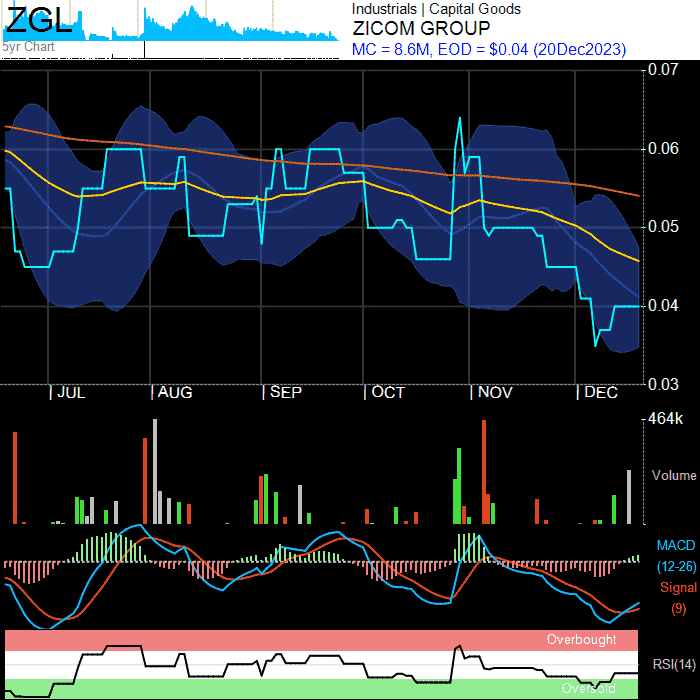 ZGL
5yr Chart
Industrials | Capital Goods
ZICOM GROUP
MC = 8.6M, EOD = $0.04 (20Dec2023)
0.07
0.06
0.05
0.04
0.03
JUL AUG SEP OCT NOV DEC
464k
Volume
MACD
(12-26)
Signal
(9)
Overbought
RSI(14)
Oversold